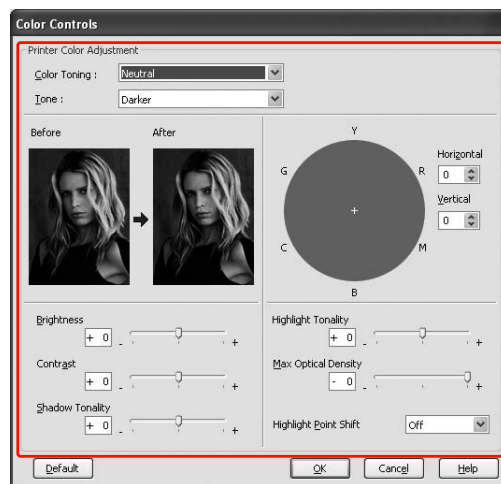 Color Controls
Printer Color Adjustment
Color Toning : Neutral
Tone : Darker
Before After
Y
G R
C M
B
Horizontal
0
Vertical
0
Brightness
+ 0 - +
Contrast
+ 0 - +
Shadow Tonality
+ 0 - +
Highlight Tonality
+ 0 - +
Max Optical Density
- 0 - +
Highlight Point Shift Off
Default OK Cancel Help